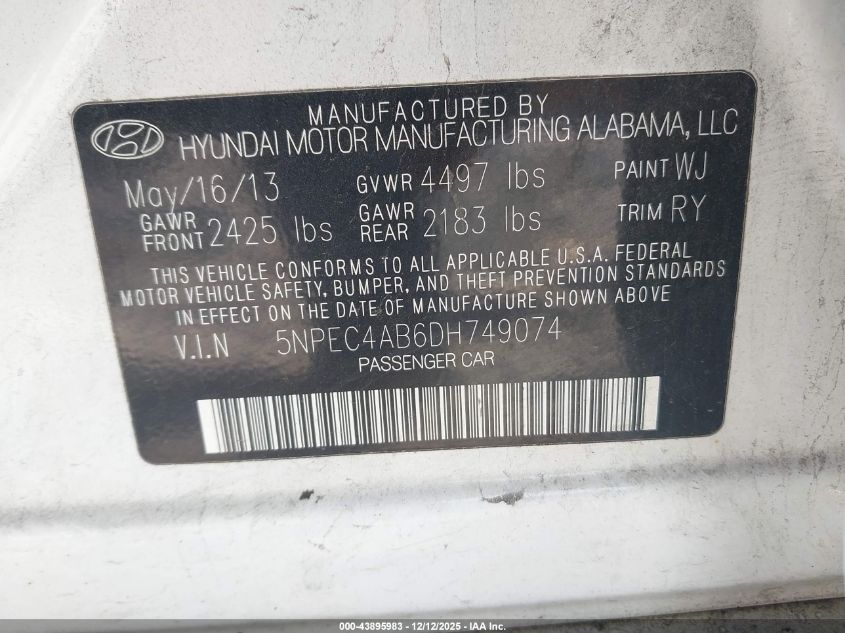 MANUFACTURED BY
HYUNDAI MOTOR MANUFACTURING ALABAMA, LLC
May/16/13 GVWR 4497 lbs PAINT WJ
GAWR FRONT 2425 lbs GAWR REAR 2183 lbs TRIM RY
THIS VEHICLE CONFORMS TO ALL APPLICABLE U.S.A. FEDERAL
MOTOR VEHICLE SAFETY, BUMPER, AND THEFT PREVENTION STANDARDS
IN EFFECT ON THE DATE OF MANUFACTURE SHOWN ABOVE
V.I.N 5NPEC4AB6DH749074
PASSENGER CAR
000-43895983 - 12/12/2025 - IAA Inc.